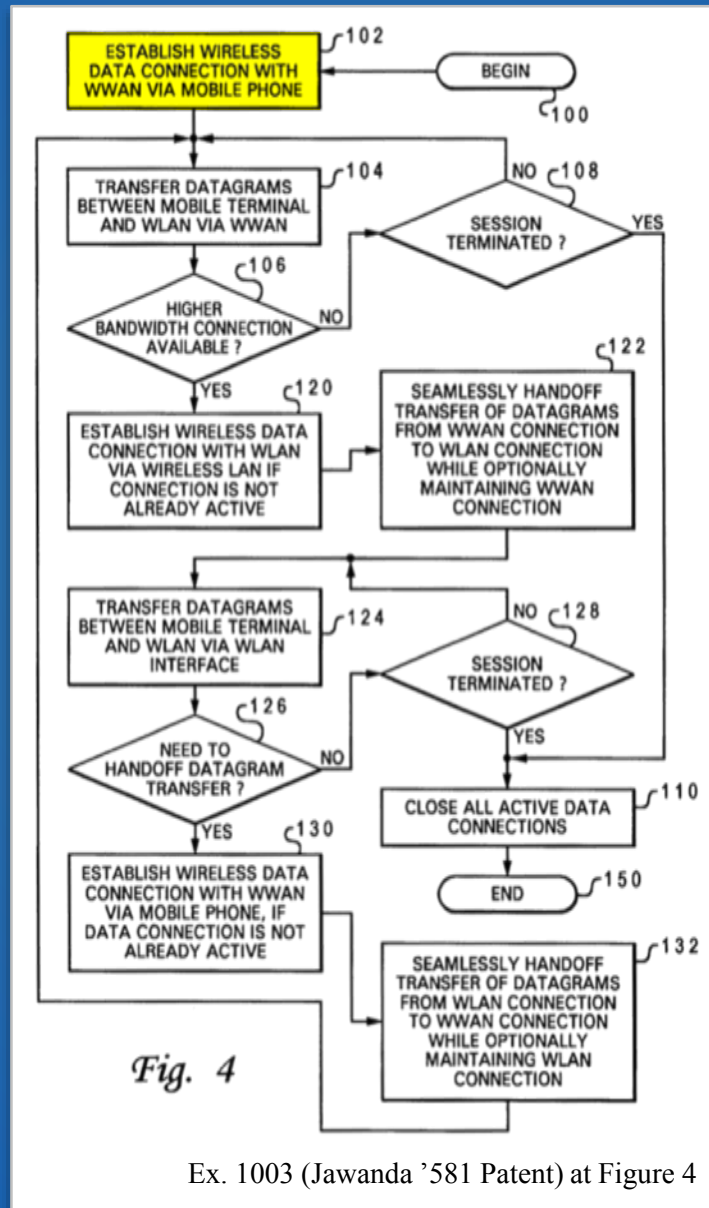 ESTABLISH WIRELESS
DATA CONNECTION WITH
WWAN VIA MOBILE PHONE
102
BEGIN
100
TRANSFER DATAGRAMS
BETWEEN MOBILE TERMINAL
AND WLAN VIA WWAN
104
NO
108
SESSION
TERMINATED ?
YES
106
HIGHER
BANDWIDTH CONNECTION
AVAILABLE ?
NO
YES
120
ESTABLISH WIRELESS DATA
CONNECTION WITH WLAN
VIA WIRELESS LAN IF
CONNECTION IS NOT
ALREADY ACTIVE
122
SEAMLESSLY HANDOFF
TRANSFER OF DATAGRAMS
FROM WWAN CONNECTION
TO WLAN CONNECTION
WHILE OPTIONALLY
MAINTAINING WWAN
CONNECTION
TRANSFER DATAGRAMS
BETWEEN MOBILE TERMINAL
AND WLAN VIA WLAN
INTERFACE
124
NO
128
SESSION
TERMINATED ?
YES
126
NEED TO
HANDOFF DATAGRAM
TRANSFER ?
NO
YES
130
CLOSE ALL ACTIVE DATA
CONNECTIONS
110
END
150
ESTABLISH WIRELESS DATA
CONNECTION WITH WWAN
VIA MOBILE PHONE, IF
DATA CONNECTION IS NOT
ALREADY ACTIVE
132
SEAMLESSLY HANDOFF
TRANSFER OF DATAGRAMS
FROM WLAN CONNECTION
TO WWAN CONNECTION
WHILE OPTIONALLY
MAINTAINING WLAN
CONNECTION
Fig. 4
Ex. 1003 (Jawanda ’581 Patent) at Figure 4